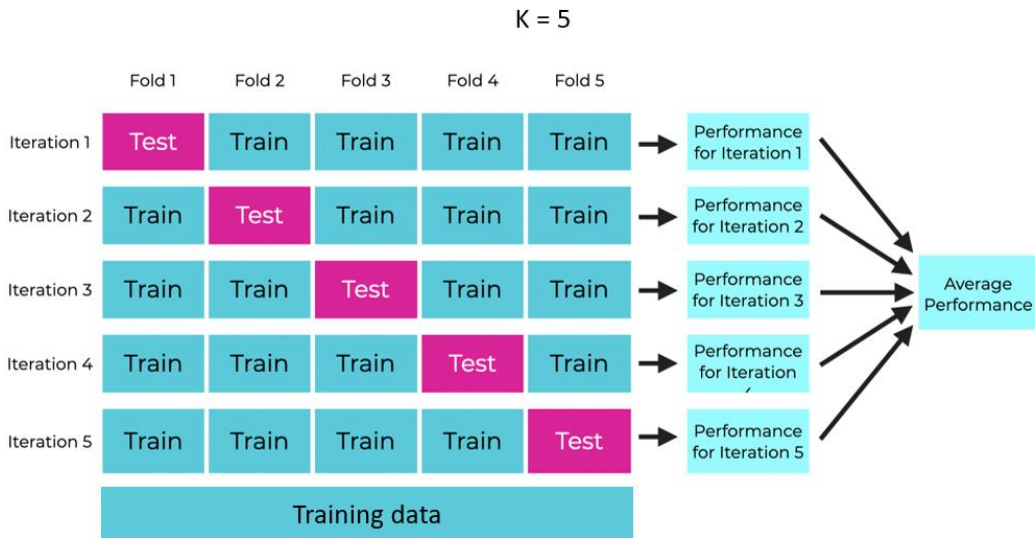 K = 5
Fold 1 Fold 2 Fold 3 Fold 4 Fold 5
Iteration 1 Test Train Train Train Train Performance
for Iteration 1
Iteration 2 Train Test Train Train Train Performance
for Iteration 2
Iteration 3 Train Train Test Train Train Performance
for Iteration 3
Average
Performance
Iteration 4 Train Train Train Test Train Performance
for Iteration
Iteration 5 Train Train Train Train Test Performance
for Iteration 5
Training data